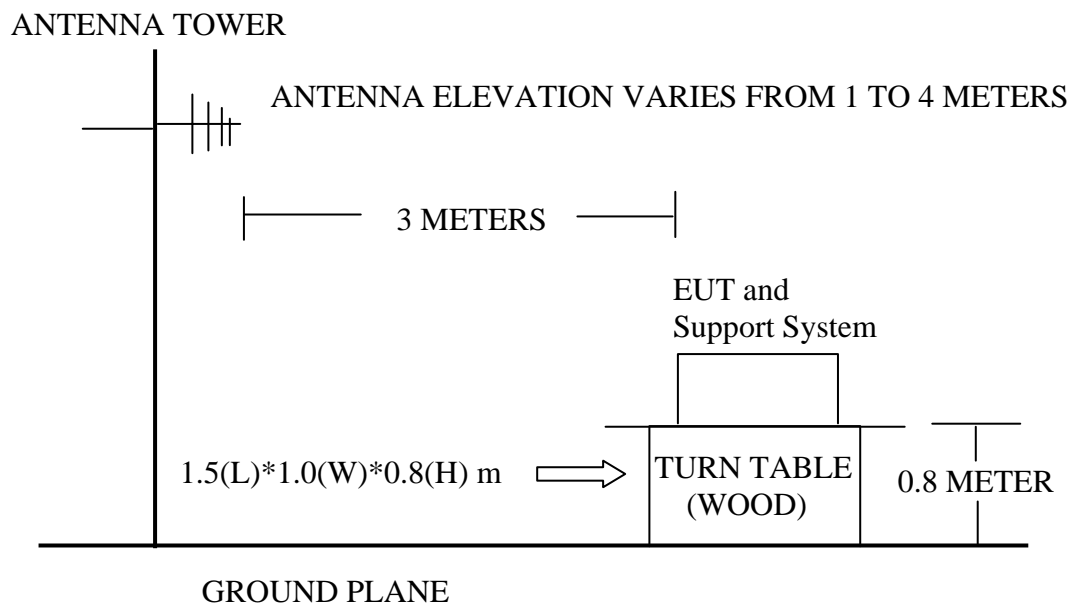 ANTENNA TOWER
ANTENNA ELEVATION VARIES FROM 1 TO 4 METERS
3 METERS
EUT and
Support System
1.5(L)*1.0(W)*0.8(H) m
TURN TABLE
(WOOD)
0.8 METER
GROUND PLANE